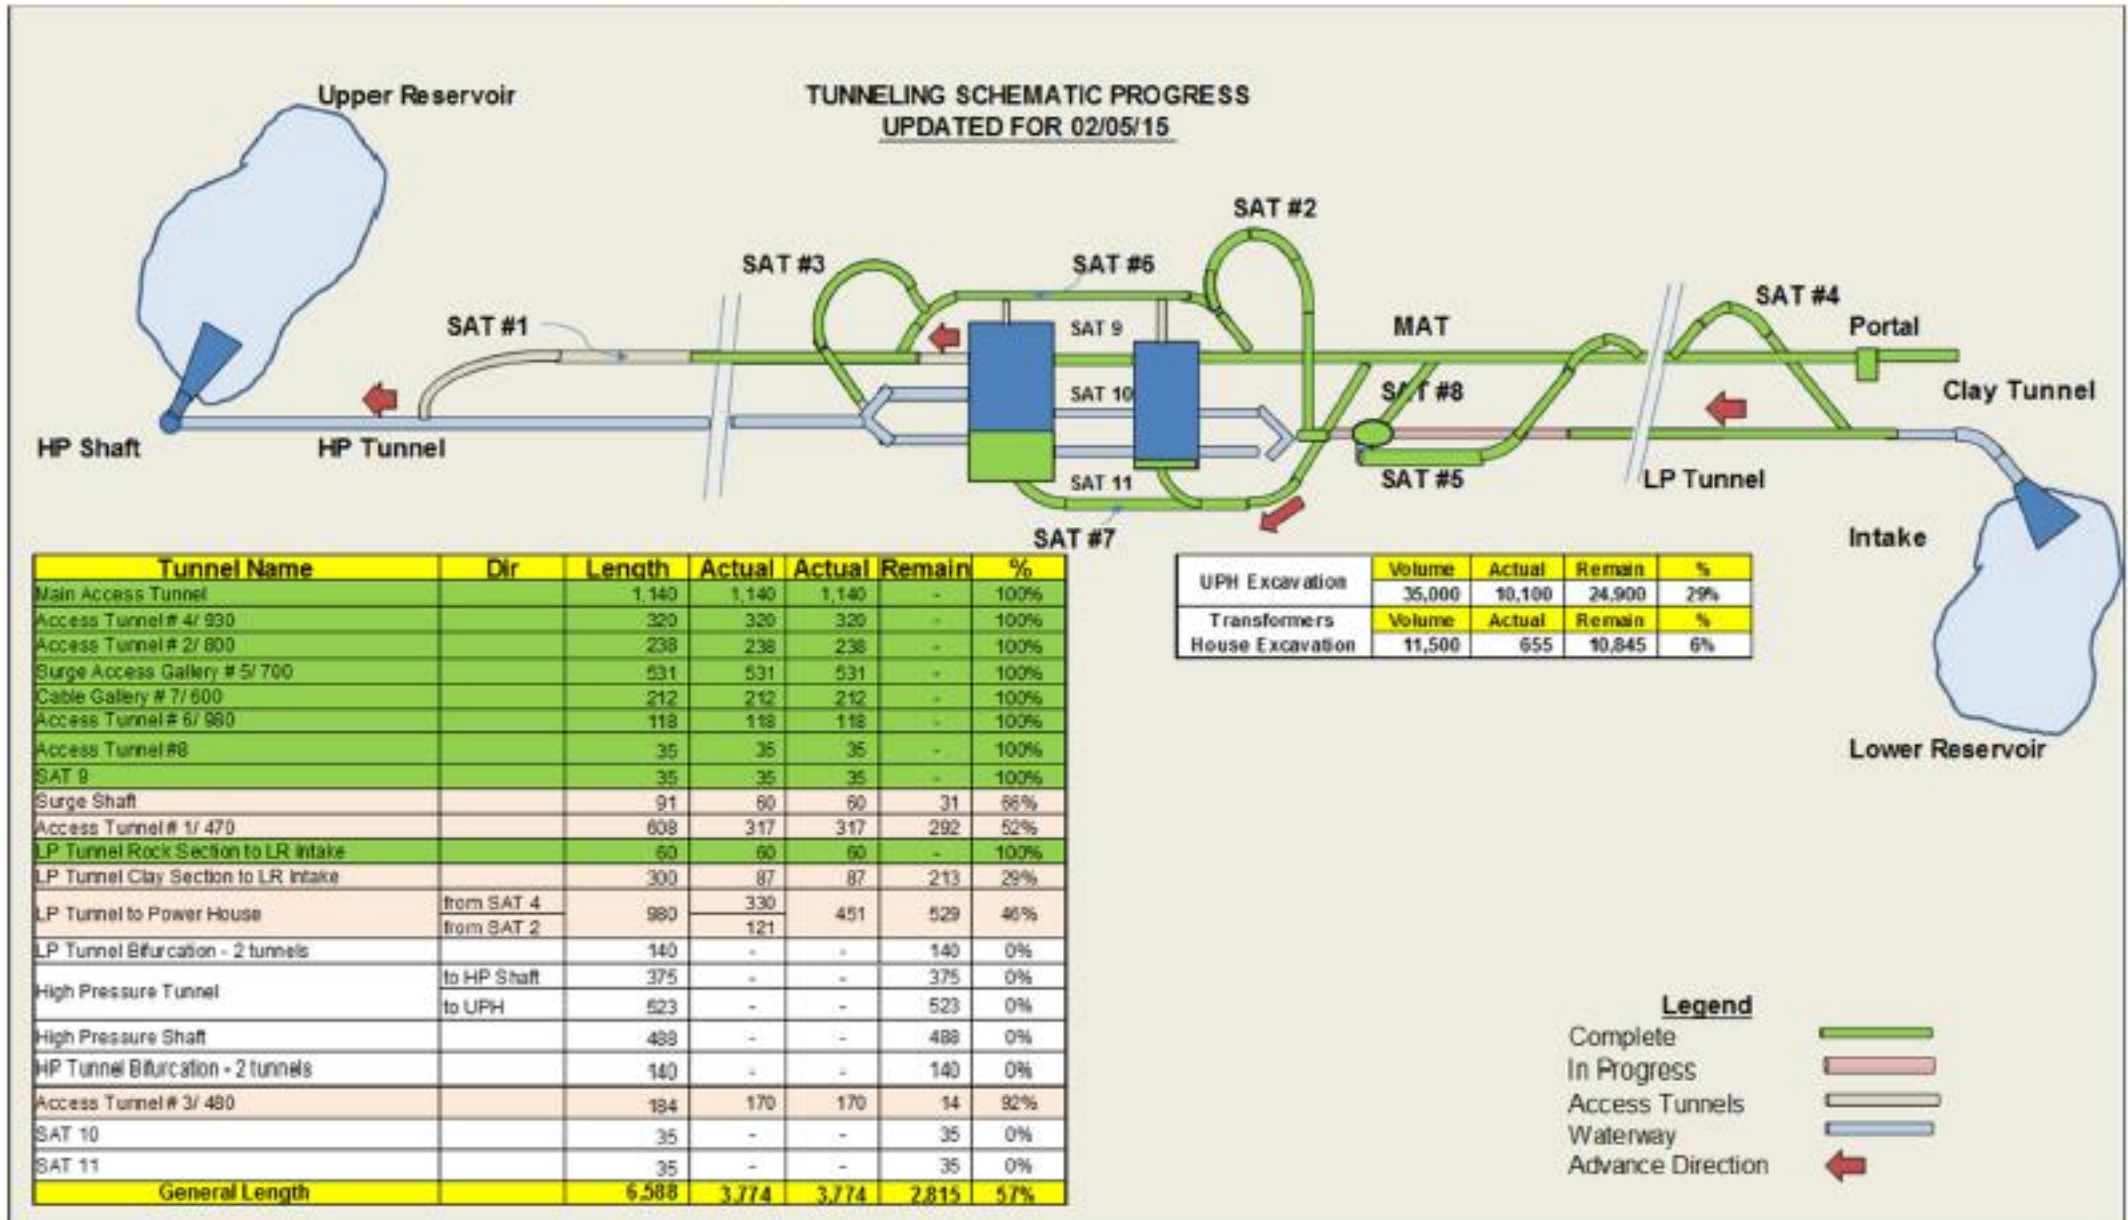 TUNNELING SCHEMATIC PROGRESS
UPDATED FOR 02/05/15
Upper Reservoir
SAT #2
SAT #3
SAT #6
SAT #4
SAT #1
SAT 9
MAT
Portal
SAT 10
SAT #8
Clay Tunnel
HP Shaft
HP Tunnel
SAT 11
SAT #5
LP Tunnel
SAT #7
Intake
Lower Reservoir
Tunnel Name Dir Length Actual Actual Remain %
Main Access Tunnel 1,140 1,140 1,140 - 100%
Access Tunnel # 4/ 930 320 320 320 - 100%
Access Tunnel # 2/ 800 238 238 238 - 100%
Surge Access Gallery # 5/ 700 531 531 531 - 100%
Cable Gallery # 7/ 600 212 212 212 - 100%
Access Tunnel # 6/ 980 118 118 118 - 100%
Access Tunnel #8 35 35 35 - 100%
SAT 9 35 35 35 - 100%
Surge Shaft 91 60 60 31 66%
Access Tunnel # 1/ 470 608 317 317 292 52%
LP Tunnel Rock Section to LR Intake 60 60 60 - 100%
LP Tunnel Clay Section to LR Intake 300 87 87 213 29%
LP Tunnel to Power House from SAT 4 980 330 451 529 46%
from SAT 2 121
LP Tunnel Bifurcation - 2 tunnels 140 - - 140 0%
High Pressure Tunnel to HP Shaft 375 - - 375 0%
to UPH 523 - - 523 0%
High Pressure Shaft 488 - - 488 0%
HP Tunnel Bifurcation - 2 tunnels 140 - - 140 0%
Access Tunnel # 3/ 480 184 170 170 14 92%
SAT 10 35 - - 35 0%
SAT 11 35 - - 35 0%
General Length 6,588 3,774 3,774 2,815 57%
UPH Excavation Volume Actual Remain %
35,000 10,100 24,900 29%
Transformers Volume Actual Remain %
House Excavation 11,500 655 10,845 6%
Legend
Complete
In Progress
Access Tunnels
Waterway
Advance Direction